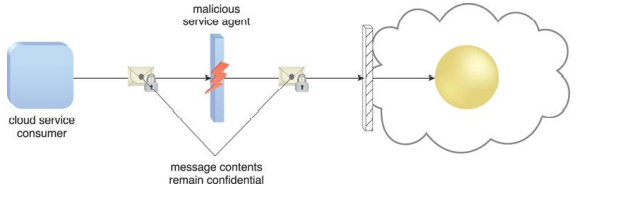 malicious
service agent
cloud service
consumer
message contents
remain confidential